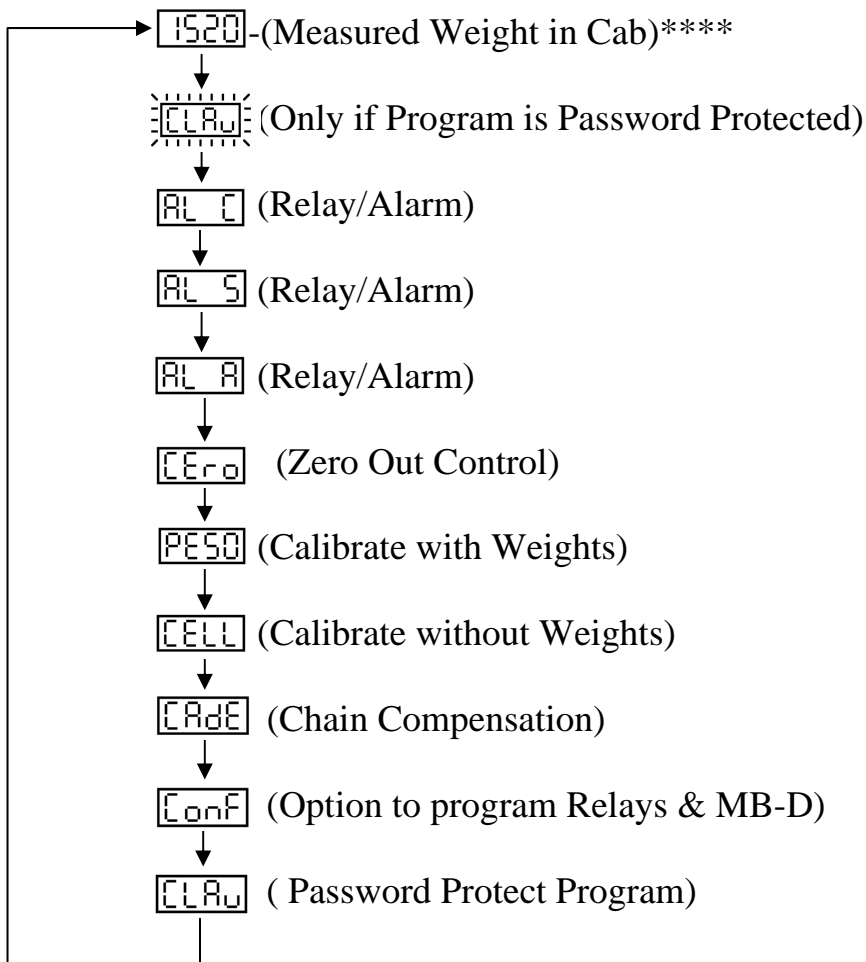 1520-(Measured Weight in Cab)****
CLAu (Only if Program is Password Protected)
AL C (Relay/Alarm)
AL S (Relay/Alarm)
AL A (Relay/Alarm)
CEro (Zero Out Control)
PESO (Calibrate with Weights)
CELL (Calibrate without Weights)
CAdE (Chain Compensation)
ConF (Option to program Relays & MB-D)
CLAu ( Password Protect Program)